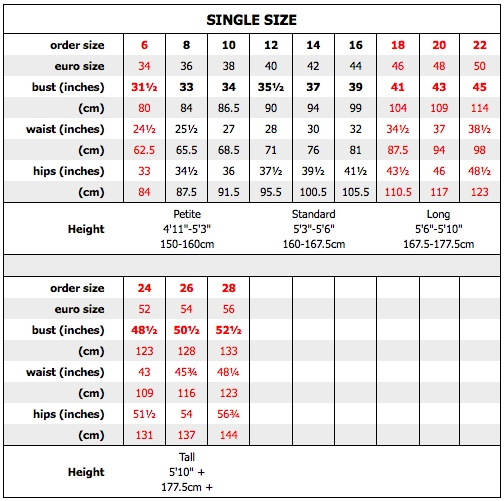 SINGLE SIZE
order size 6 8 10 12 14 16 18 20 22
euro size 34 36 38 40 42 44 46 48 50
bust (inches) 31½ 33 34 35½ 37 39 41 43 45
(cm) 80 84 86.5 90 94 99 104 109 114
waist (inches) 24½ 25½ 27 28 30 32 34½ 37 38½
(cm) 62.5 65.5 68.5 71 76 81 87.5 94 98
hips (inches) 33 34½ 36 37½ 39½ 41½ 43½ 46 48½
(cm) 84 87.5 91.5 95.5 100.5 105.5 110.5 117 123
Petite Standard Long
Height 4'11"-5'3" 5'3"-5'6" 5'6"-5'10"
150-160cm 160-167.5cm 167.5-177.5cm
order size 24 26 28
euro size 52 54 56
bust (inches) 48½ 50½ 52½
(cm) 123 128 133
waist (inches) 43 45¾ 48¼
(cm) 109 116 123
hips (inches) 51½ 54 56¾
(cm) 131 137 144
Tall
Height 5'10" +
177.5cm +